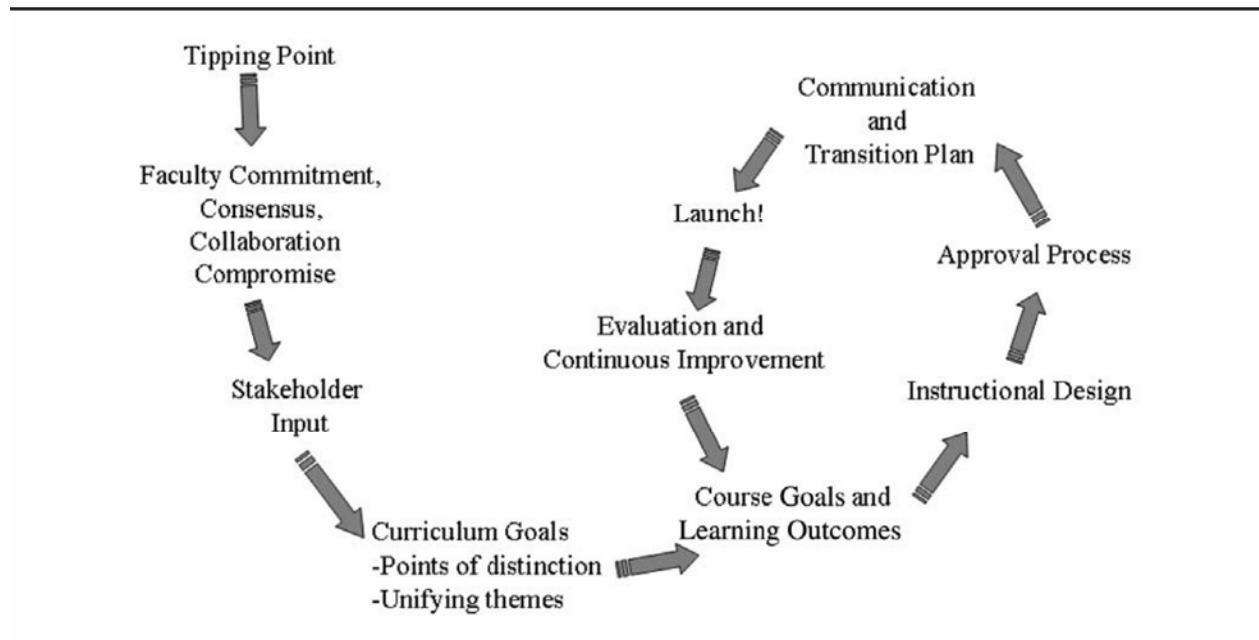 Tipping Point
Faculty Commitment,
Consensus,
Collaboration
Compromise
Stakeholder
Input
Curriculum Goals
-Points of distinction
-Unifying themes
Course Goals and
Learning Outcomes
Instructional Design
Approval Process
Communication
and
Transition Plan
Launch!
Evaluation and
Continuous Improvement